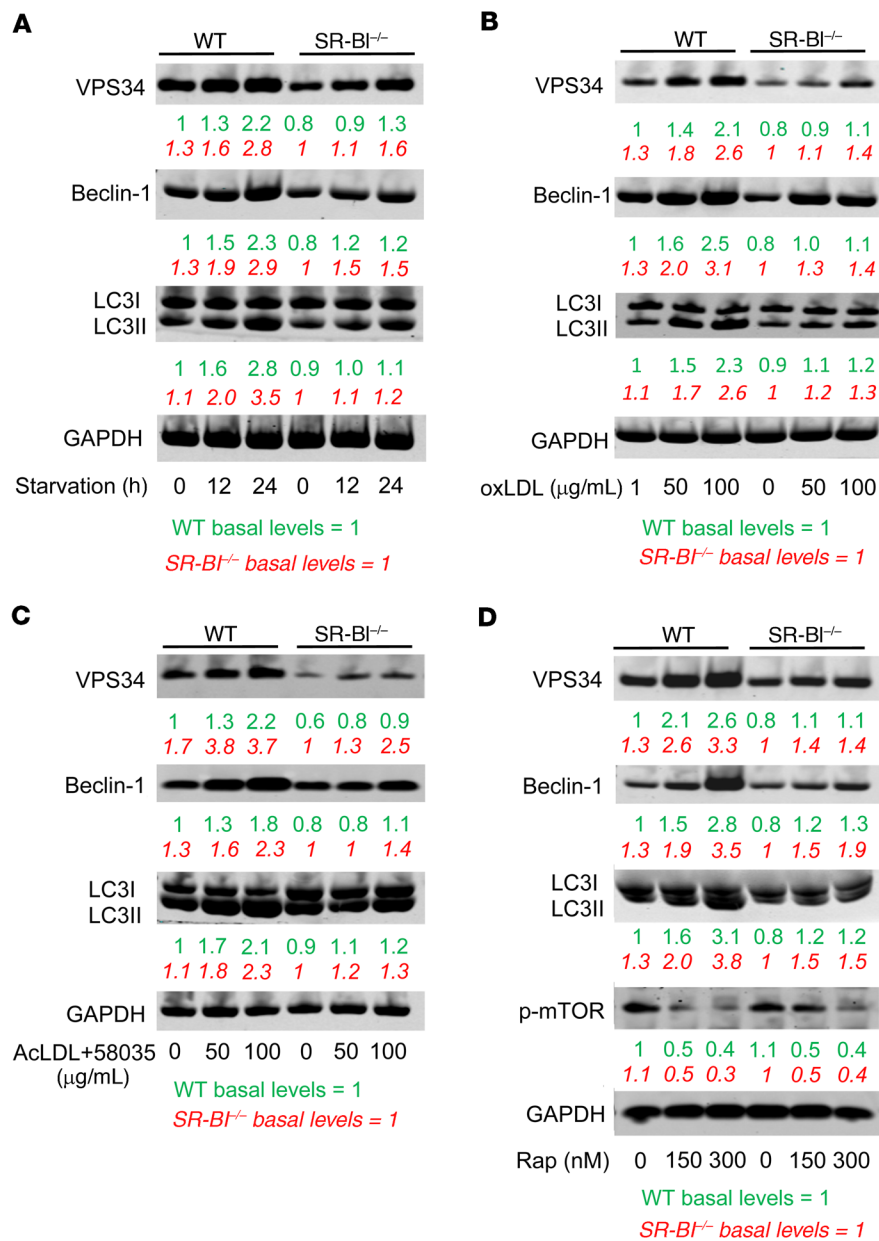 A
WT SR-BI–/–
VPS34
1 1.3 2.2 0.8 0.9 1.3
1.3 1.6 2.8 1 1.1 1.6
Beclin-1
1 1.5 2.3 0.8 1.2 1.2
1.3 1.9 2.9 1 1.5 1.5
LC3I
LC3II
1 1.6 2.8 0.9 1.0 1.1
1.1 2.0 3.5 1 1.1 1.2
GAPDH
Starvation (h) 0 12 24 0 12 24
WT basal levels = 1
SR-BI–/– basal levels = 1
B
WT SR-BI–/–
VPS34
1 1.4 2.1 0.8 0.9 1.1
1.3 1.8 2.6 1 1.1 1.4
Beclin-1
1 1.6 2.5 0.8 1.0 1.1
1.3 2.0 3.1 1 1.3 1.4
LC3I
LC3II
1 1.5 2.3 0.9 1.1 1.2
1.1 1.7 2.6 1 1.2 1.3
GAPDH
oxLDL (μg/mL) 1 50 100 0 50 100
WT basal levels = 1
SR-BI–/– basal levels = 1
C
WT SR-BI–/–
VPS34
1 1.3 2.2 0.6 0.8 0.9
1.7 3.8 3.7 1 1.3 2.5
Beclin-1
1 1.3 1.8 0.8 0.8 1.1
1.3 1.6 2.3 1 1 1.4
LC3I
LC3II
1 1.7 2.1 0.9 1.1 1.2
1.1 1.8 2.3 1 1.2 1.3
GAPDH
AcLDL+58035 0 50 100 0 50 100
(μg/mL)
WT basal levels = 1
SR-BI–/– basal levels = 1
D
WT SR-BI–/–
VPS34
1 2.1 2.6 0.8 1.1 1.1
1.3 2.6 3.3 1 1.4 1.4
Beclin-1
1 1.5 2.8 0.8 1.2 1.3
1.3 1.9 3.5 1 1.5 1.9
LC3I
LC3II
1 1.6 3.1 0.8 1.2 1.2
1.3 2.0 3.8 1 1.5 1.5
p-mTOR
1 0.5 0.4 1.1 0.5 0.4
1.1 0.5 0.3 1 0.5 0.4
GAPDH
Rap (nM) 0 150 300 0 150 300
WT basal levels = 1
SR-BI–/– basal levels = 1